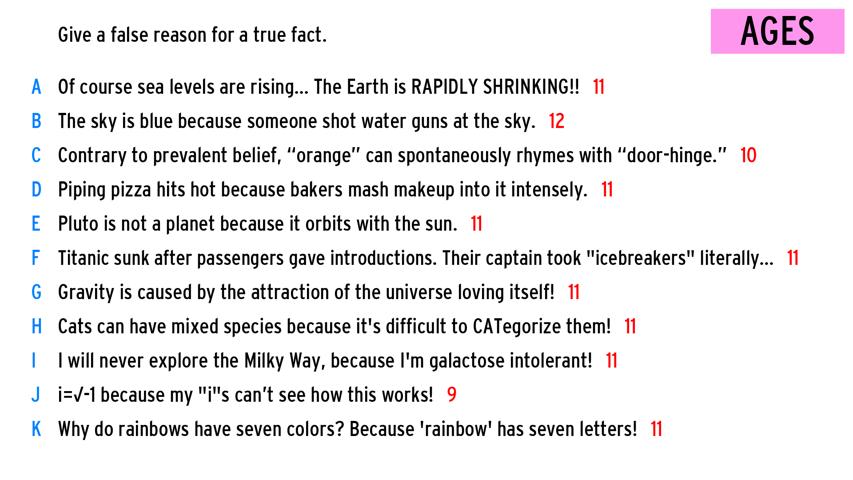 Give a false reason for a true fact.
AGES
A Of course sea levels are rising... The Earth is RAPIDLY SHRINKING!! 11
B The sky is blue because someone shot water guns at the sky. 12
C Contrary to prevalent belief, “orange” can spontaneously rhymes with “door-hinge.” 10
D Piping pizza hits hot because bakers mash makeup into it intensely. 11
E Pluto is not a planet because it orbits with the sun. 11
F Titanic sunk after passengers gave introductions. Their captain took "icebreakers" literally... 11
G Gravity is caused by the attraction of the universe loving itself! 11
H Cats can have mixed species because it's difficult to CATegorize them! 11
I I will never explore the Milky Way, because I'm galactose intolerant! 11
J i=√-1 because my "i"s can’t see how this works! 9
K Why do rainbows have seven colors? Because 'rainbow' has seven letters! 11